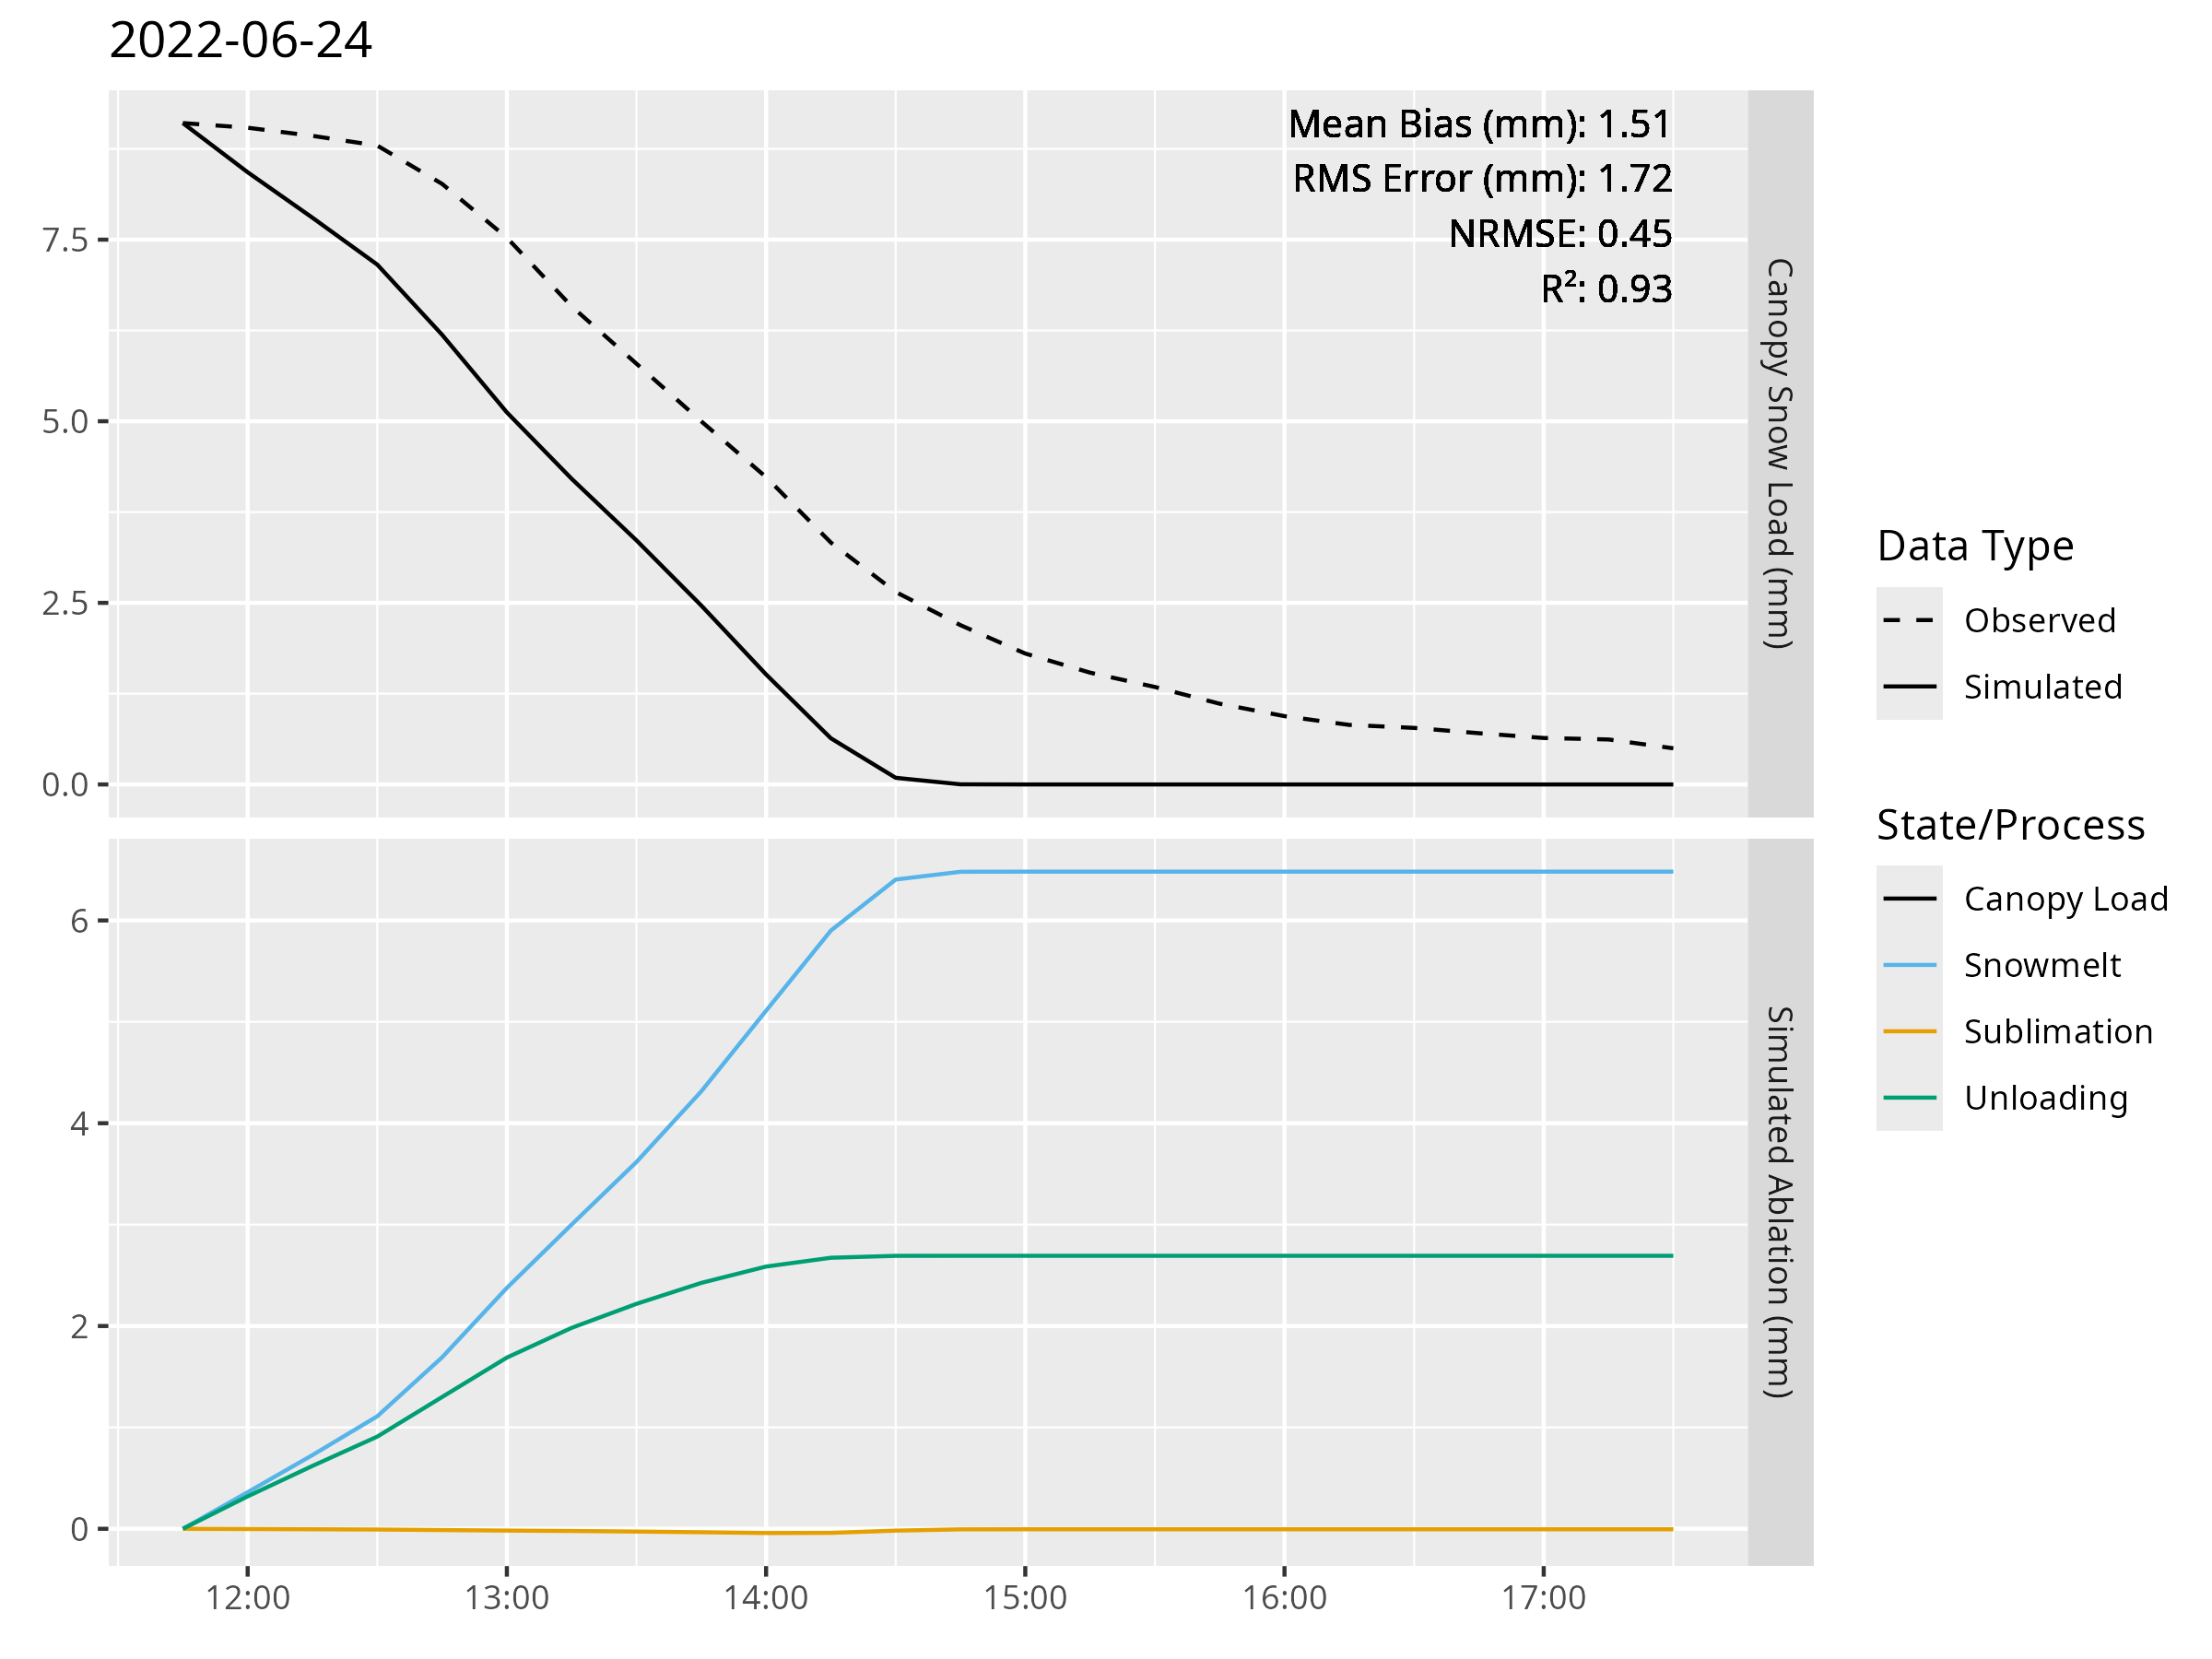 2022-06-24
Mean Bias (mm): 1.51
RMS Error (mm): 1.72
NRMSE: 0.45
R²: 0.93
7.5
5.0
2.5
0.0
Canopy Snow Load (mm)
6
4
2
0
Simulated Ablation (mm)
12:00
13:00
14:00
15:00
16:00
17:00
Data Type
Observed
Simulated
State/Process
Canopy Load
Snowmelt
Sublimation
Unloading